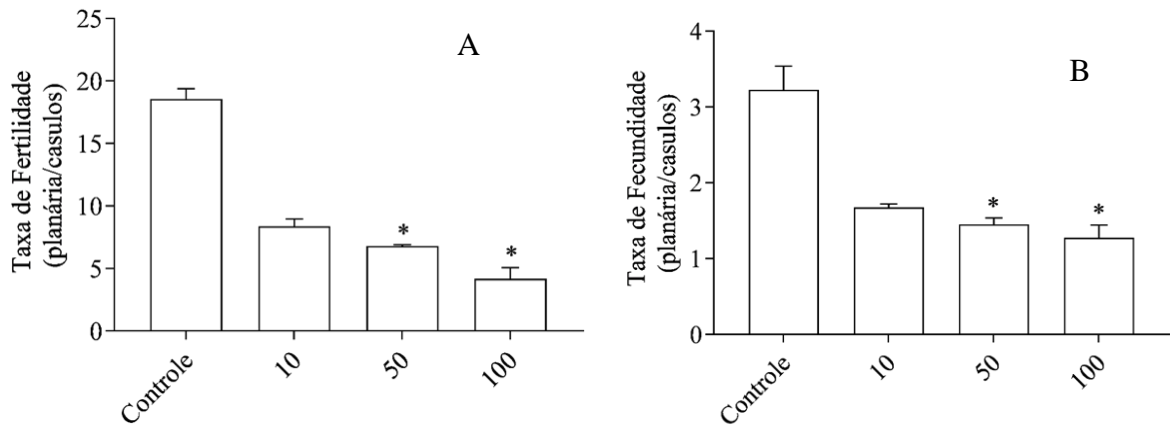 A
Taxa de Fertilidade
(planária/casulos)
25
20
15
10
5
0
*
*
Controle
10
50
100
B
Taxa de Fecundidade
(planária/casulos)
4
3
2
1
0
*
*
Controle
10
50
100